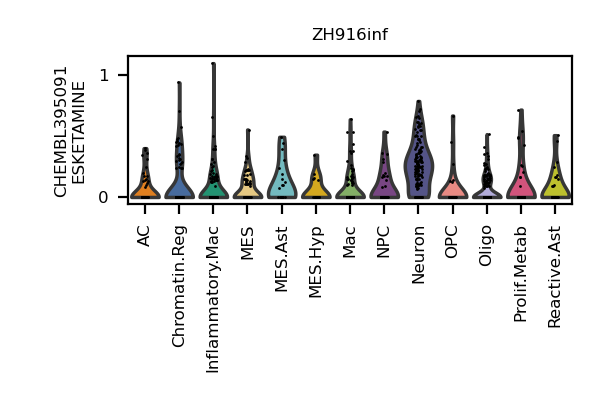 ZH916inf
CHEMBL395091
ESKETAMINE
1
0
AC
Chromatin.Reg
Inflammatory.Mac
MES
MES.Ast
MES.Hyp
Mac
NPC
Neuron
OPC
Oligo
Prolif.Metab
Reactive.Ast